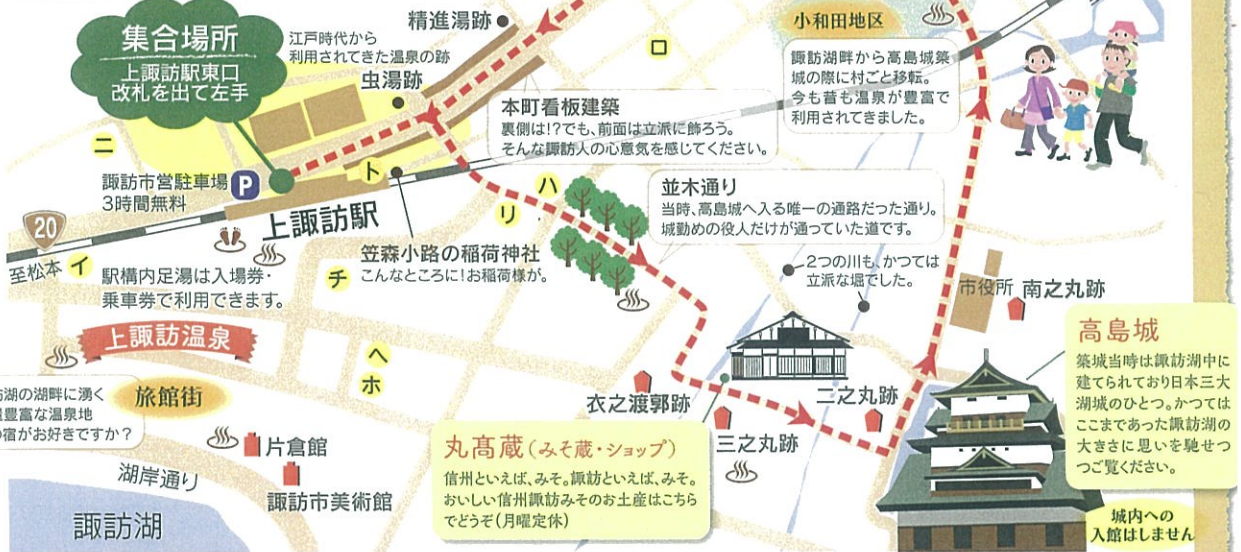 集合場所
上諏訪駅東口
改札を出て左手
江戸時代から
利用されてきた温泉の跡
虫湯跡
精進湯跡
ロ
小和田地区
諏訪湖畔から高島城築
城の際に村ごと移転。
今も昔も温泉が豊富で
利用されてきました。
本町看板建築
裏側は!?でも、前面は立派に飾ろう。
そんな諏訪人の心意気を感じてください。
ニ
諏訪市営駐車場
3時間無料
P
ト
ハ
リ
並木通り
当時、高島城へ入る唯一の通路だった通り。
城勤めの役人だけが通っていた道です。
20
至松本
イ
上諏訪駅
笠森小路の稲荷神社
こんなところに!お稲荷様が。
チ
駅構内足湯は入場券・
乗車券で利用できます。
2つの川も、かつては
立派な堀でした。
市役所
南之丸跡
上諏訪温泉
ヘ
ホ
高島城
築城当時は諏訪湖中に
建てられており日本三大
湖城のひとつ。かつては
ここまであった諏訪湖の
大きさに思いを馳せつ
つご覧ください。
訪湖の湖畔に湧く
豊富な温泉地
宿がお好きですか?
旅館街
衣之渡郭跡
二之丸跡
三之丸跡
片倉館
湖岸通り
諏訪市美術館
諏訪湖
丸髙蔵(みそ蔵・ショップ)
信州といえば、みそ。諏訪といえば、みそ。
おいしい信州諏訪みそのお土産はこちら
でどうぞ(月曜定休)
城内への
入館はしません